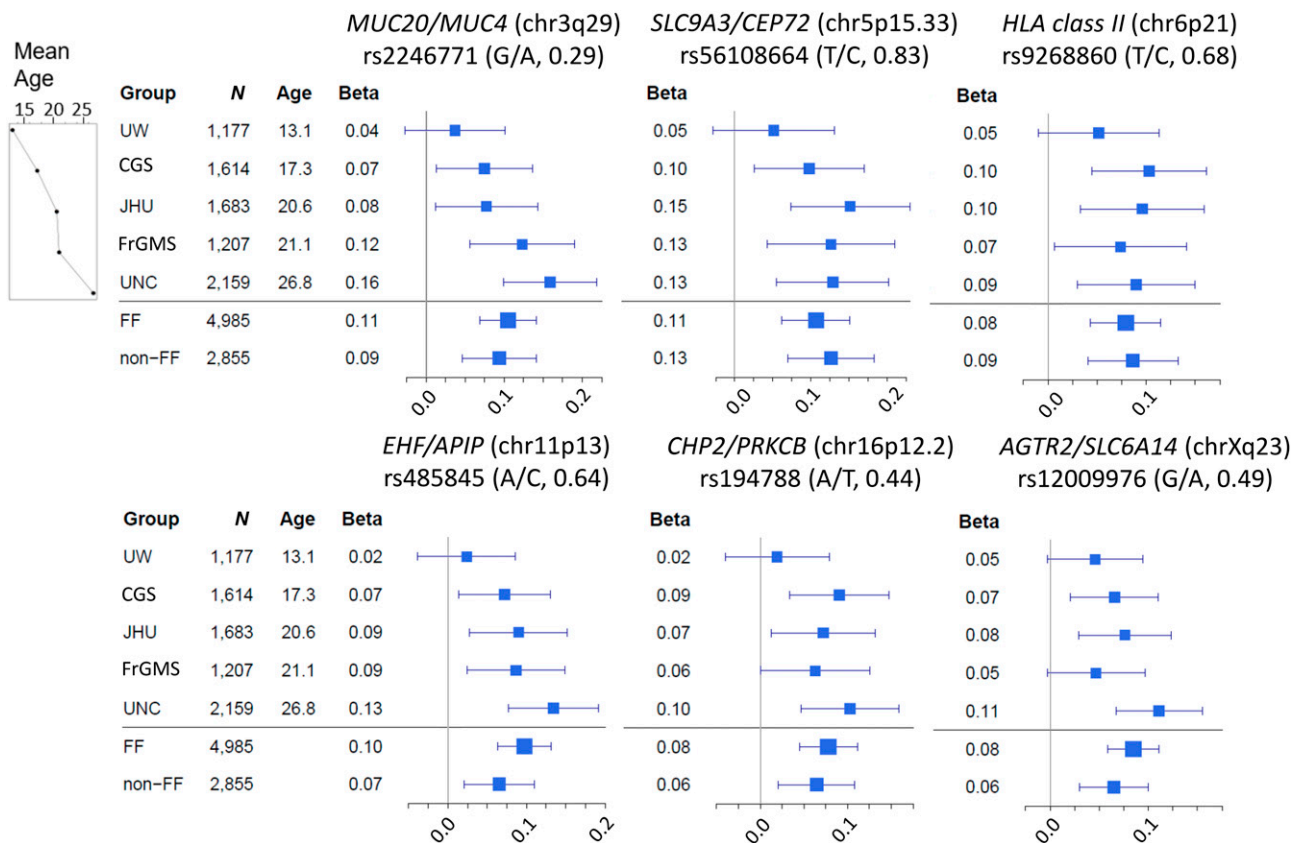 MUC20/MUC4 (chr3q29)
rs2246771 (G/A, 0.29)
SLC9A3/CEP72 (chr5p15.33)
rs56108664 (T/C, 0.83)
HLA class II (chr6p21)
rs9268860 (T/C, 0.68)
Mean
Age
15 20 25
Group N Age Beta Beta Beta
UW 1,177 13.1 0.04 0.05 0.05
CGS 1,614 17.3 0.07 0.10 0.10
JHU 1,683 20.6 0.08 0.15 0.10
FrGMS 1,207 21.1 0.12 0.13 0.07
UNC 2,159 26.8 0.16 0.13 0.09
FF 4,985 0.11 0.11 0.08
non−FF 2,855 0.09 0.13 0.09
0.0 0.1 0.2 0.0 0.1 0.2 0.0 0.1
EHF/APIP (chr11p13)
rs485845 (A/C, 0.64)
CHP2/PRKCB (chr16p12.2)
rs194788 (A/T, 0.44)
AGTR2/SLC6A14 (chrXq23)
rs12009976 (G/A, 0.49)
Group N Age Beta Beta Beta
UW 1,177 13.1 0.02 0.02 0.05
CGS 1,614 17.3 0.07 0.09 0.07
JHU 1,683 20.6 0.09 0.07 0.08
FrGMS 1,207 21.1 0.09 0.06 0.05
UNC 2,159 26.8 0.13 0.10 0.11
FF 4,985 0.10 0.08 0.08
non−FF 2,855 0.07 0.06 0.06
0.0 0.1 0.2 0.0 0.1 0.0 0.1